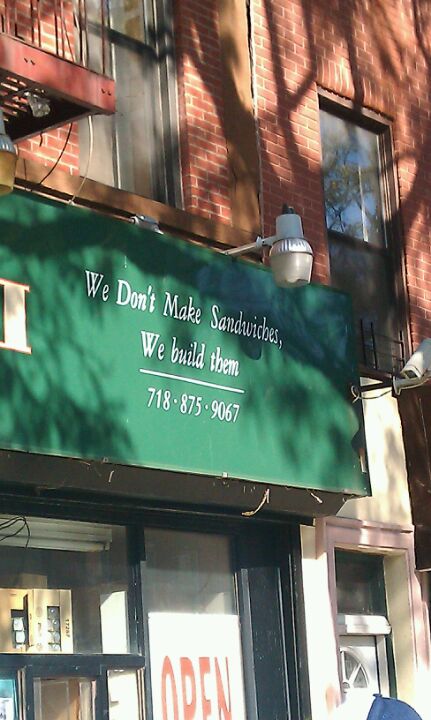 We Don't Make Sandwiches,
We build them
718·875·9067
OPEN